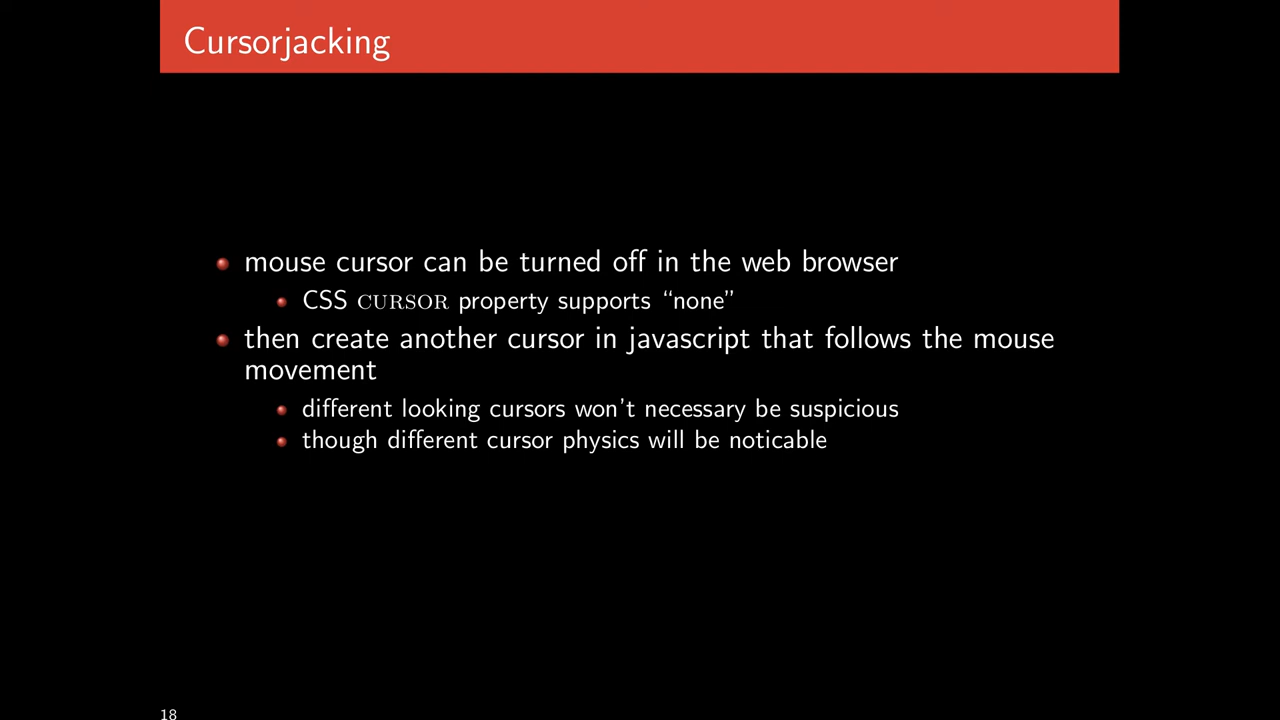 Cursorjacking
mouse cursor can be turned off in the web browser
CSS CURSOR property supports “none”
then create another cursor in javascript that follows the mouse
movement
different looking cursors won't necessary be suspicious
though different cursor physics will be noticable
18